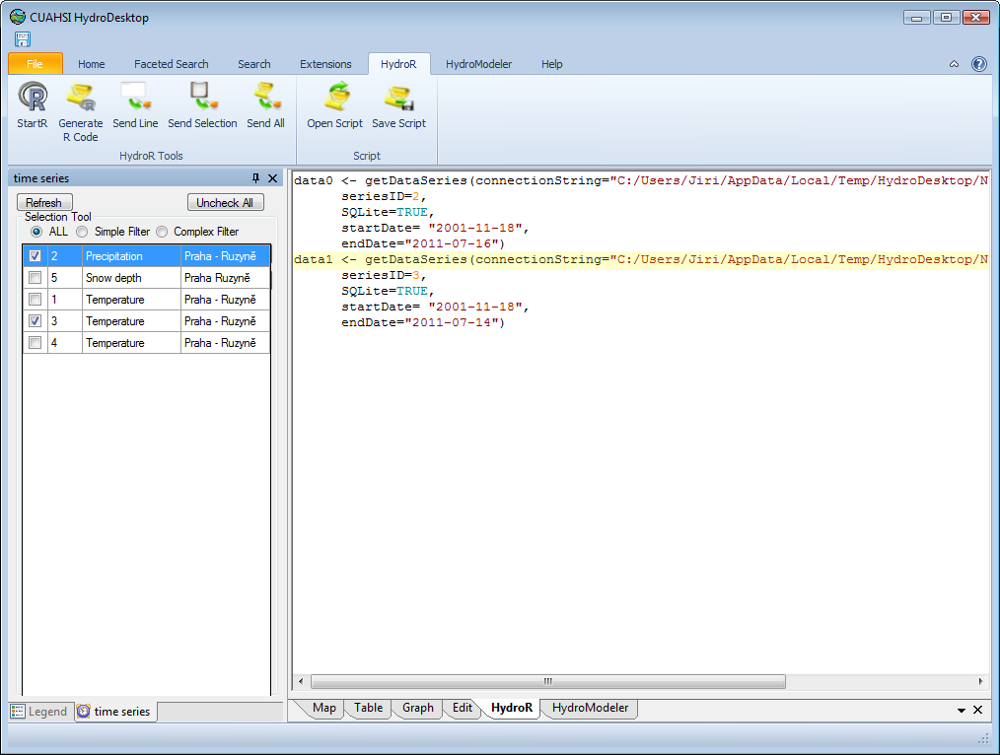 CUAHSI HydroDesktop
File Home Faceted Search Search Extensions HydroR HydroModeler Help
StartR Generate R Code Send Line Send Selection Send All Open Script Save Script
HydroR Tools Script
time series
Refresh Uncheck All
Selection Tool
ALL Simple Filter Complex Filter
2 Precipitation Praha - Ruzyně
5 Snow depth Praha Ruzyně
1 Temperature Praha - Ruzyně
3 Temperature Praha - Ruzyně
4 Temperature Praha - Ruzyně
data0 <- getDataSeries(connectionString="C:/Users/Jiri/AppData/Local/Temp/HydroDesktop/N
seriesID=2,
SQLite=TRUE,
startDate= "2001-11-18",
endDate="2011-07-16")
data1 <- getDataSeries(connectionString="C:/Users/Jiri/AppData/Local/Temp/HydroDesktop/N
seriesID=3,
SQLite=TRUE,
startDate= "2001-11-18",
endDate="2011-07-14")
Legend time series
Map Table Graph Edit HydroR HydroModeler